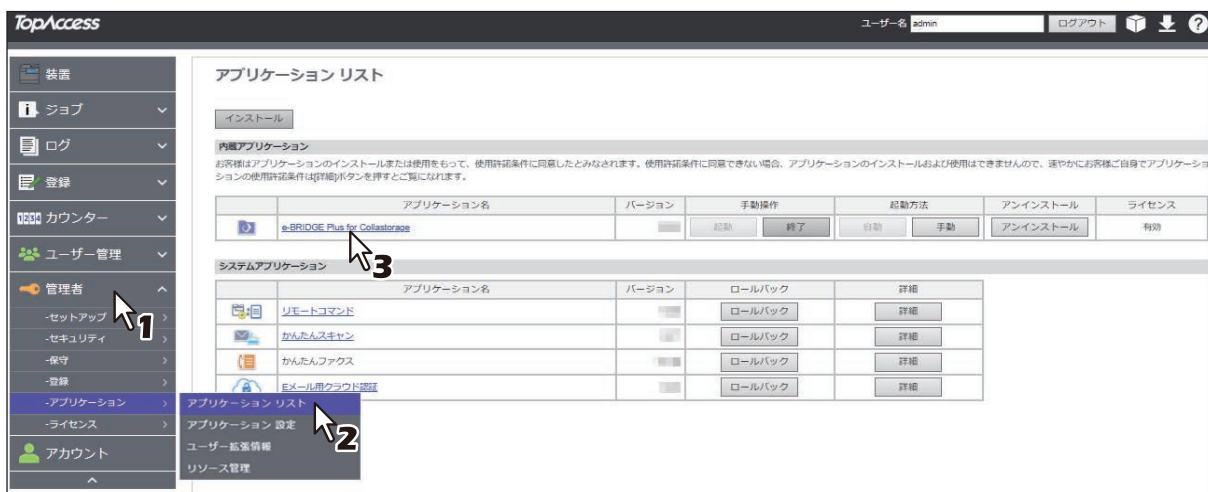 TopAccess
ユーザー名 admin ログアウト
装置
ジョブ
ログ
登録
カウンター
ユーザー管理
管理者
-セットアップ
-セキュリティ
-保守
-登録
-アプリケーション
-ライセンス
アカウント
アプリケーション リスト
アプリケーション 設定
ユーザー拡張情報
リソース管理
1
2
アプリケーション リスト
インストール
内蔵アプリケーション
お客様はアプリケーションのインストールまたは使用をもって、使用許諾条件に同意したとみなされます。使用許諾条件に同意できない場合、アプリケーションのインストールおよび使用はできませんので、速やかにお客様ご自身でアプリケーショ
ションの使用許諾条件は[詳細]ボタンを押すとご覧になれます。
アプリケーション名 バージョン 手動操作 起動方法 アンインストール ライセンス
e-BRIDGE Plus for Collastorage 起動 終了 自動 手動 アンインストール 有効
3
システムアプリケーション
アプリケーション名 バージョン ロールバック 詳細
リモートコマンド ロールバック 詳細
かんたんスキャン ロールバック 詳細
かんたんファクス ロールバック 詳細
Eメール用クラウド認証 ロールバック 詳細